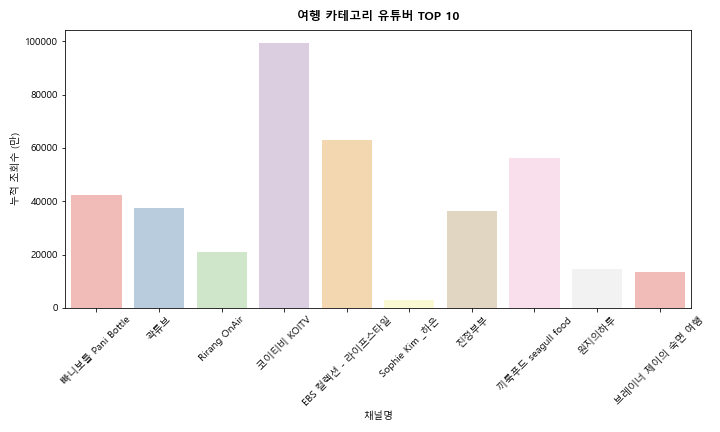 여행 카테고리 유튜버 TOP 10
누적 조회수 (만)
100000
80000
60000
40000
20000
0
빠니보틀 Pani Bottle
곽튜브
Rirang OnAir
코이티비 KOITV
EBS 컬렉션 - 라이프스타일
Sophie Kim _하은
진정부부
끼룩푸드 seagull food
원지의하루
브레이너 제이의 숙면 여행
채널명